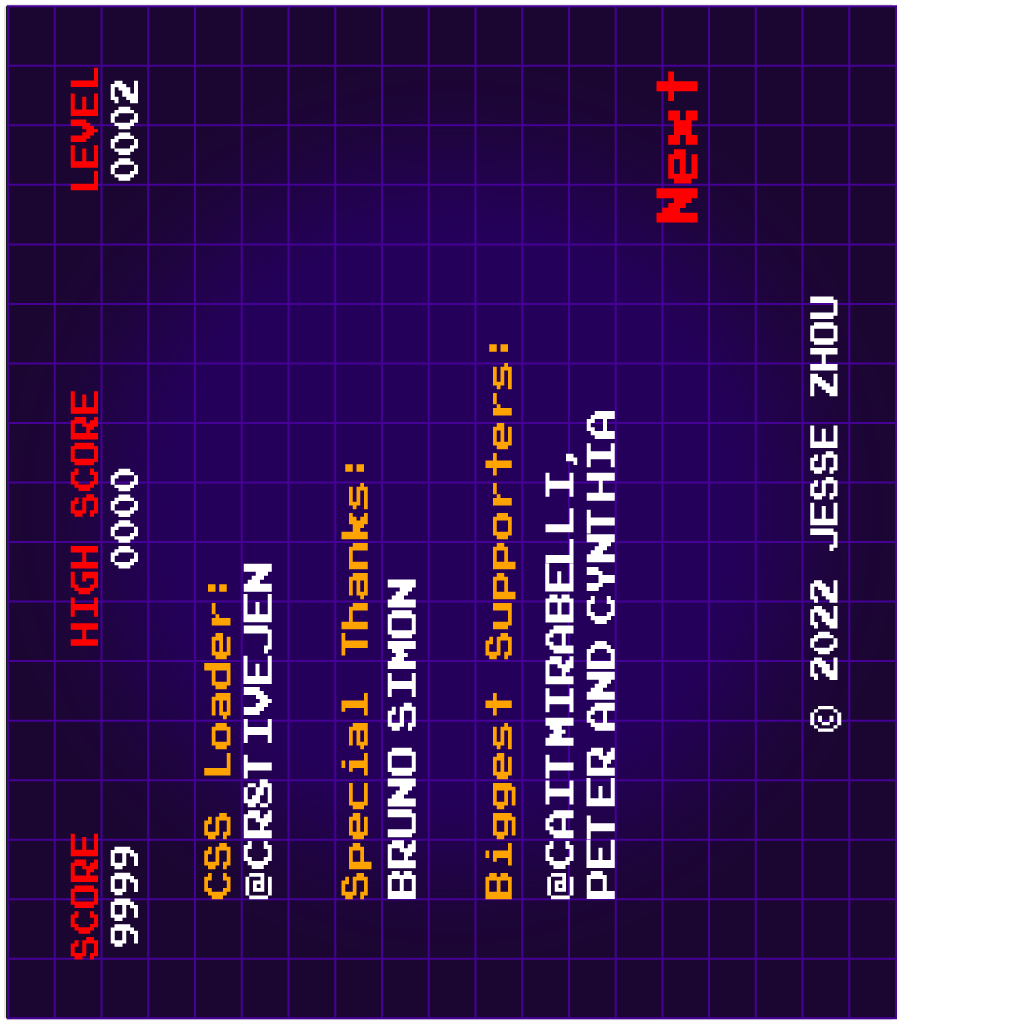 SCORE HIGH SCORE LEVEL
9999 0000 0002
CSS Loader:
@CRSTIVEJEN
Special Thanks:
BRUNO SIMON
Biggest Supporters:
@CAITMIRABELLI,
PETER AND CYNTHIA
Next
© 2022 JESSE ZHOU